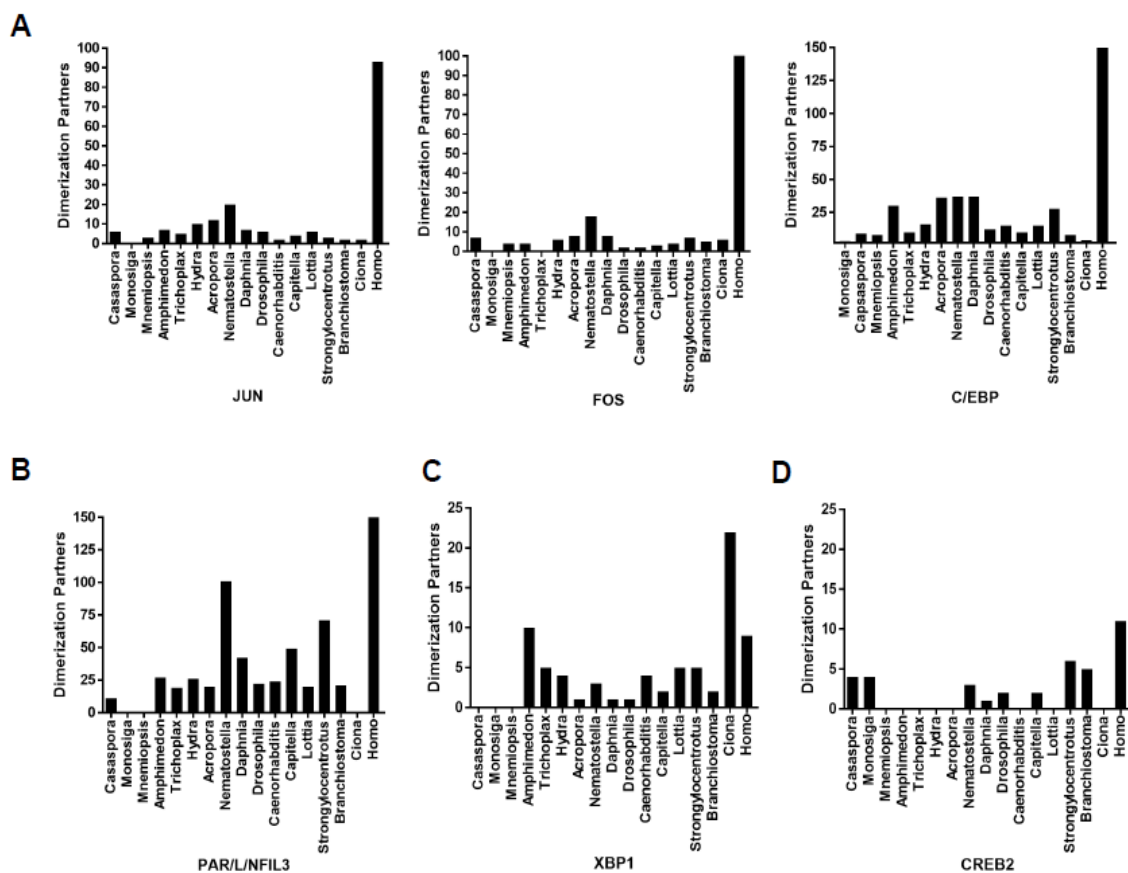 A
Dimerization Partners
100
90
80
70
60
50
40
30
20
10
0
Casaspora
Monosiga
Mnemiopsis
Amphimedon
Trichoplax
Hydra
Acropora
Nematostella
Daphnia
Drosophila
Caenorhabditis
Capitella
Lottia
Strongylocentrotus
Branchiostoma
Ciona
Homo
JUN
Dimerization Partners
100
90
80
70
60
50
40
30
20
10
0
Casaspora
Monosiga
Mnemiopsis
Amphimedon
Trichoplax
Hydra
Acropora
Nematostella
Daphnia
Drosophila
Caenorhabditis
Capitella
Lottia
Strongylocentrotus
Branchiostoma
Ciona
Homo
FOS
Dimerization Partners
150
125
100
75
50
25
Monosiga
Capaspora
Mnemiopsis
Amphimedon
Trichoplax
Hydra
Acropora
Nematostella
Daphnia
Drosophila
Caenorhabditis
Capitella
Lottia
Strongylocentrotus
Branchiostoma
Ciona
Homo
C/EBP
B
Dimerization Partners
150
125
100
75
50
25
0
Casaspora
Monosiga
Mnemiopsis
Amphimedon
Trichoplax
Hydra
Acropora
Nematostella
Daphnia
Drosophila
Caenorhabditis
Capitella
Lottia
Strongylocentrotus
Branchiostoma
Ciona
Homo
PAR/L/NFIL3
C
Dimerization Partners
25
20
15
10
5
0
Casaspora
Monosiga
Mnemiopsis
Amphimedon
Trichoplax
Hydra
Acropora
Nematostella
Daphnia
Drosophila
Caenorhabditis
Capitella
Lottia
Strongylocentrotus
Branchiostoma
Ciona
Homo
XBP1
D
Dimerization Partners
25
20
15
10
5
0
Casaspora
Monosiga
Mnemiopsis
Amphimedon
Trichoplax
Hydra
Acropora
Nematostella
Daphnia
Drosophila
Caenorhabditis
Capitella
Lottia
Strongylocentrotus
Branchiostoma
Ciona
Homo
CREB2